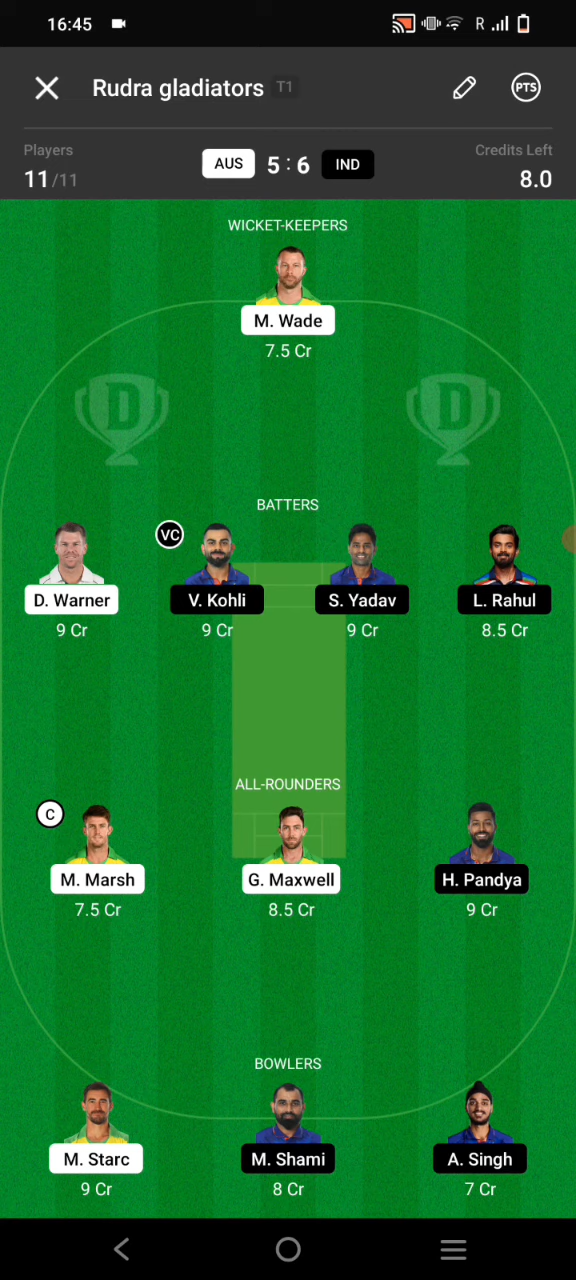 16:45 R
Rudra gladiators T1 PTS
Players Credits Left
11/11 AUS 5 : 6 IND 8.0
WICKET-KEEPERS
M. Wade
7.5 Cr
D D
BATTERS
VC
D. Warner V. Kohli S. Yadav L. Rahul
9 Cr 9 Cr 9 Cr 8.5 Cr
ALL-ROUNDERS
C
M. Marsh G. Maxwell H. Pandya
7.5 Cr 8.5 Cr 9 Cr
BOWLERS
M. Starc M. Shami A. Singh
9 Cr 8 Cr 7 Cr